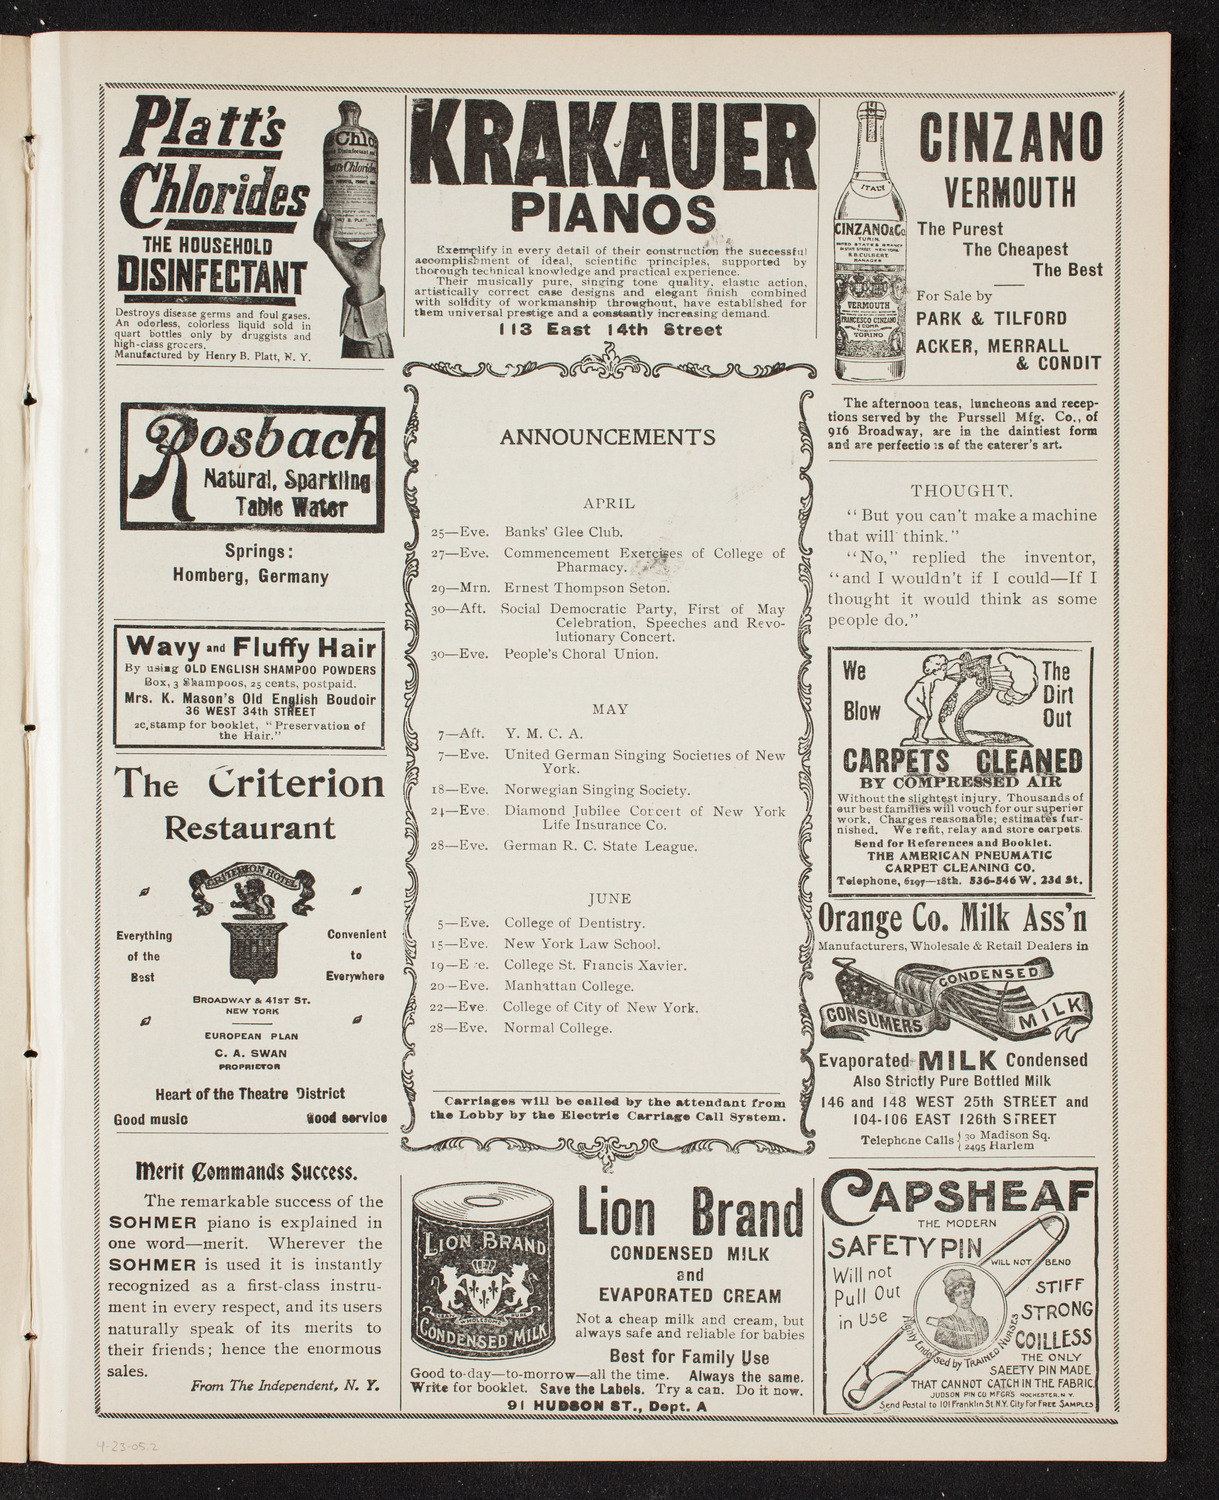 Platt's
Chlorides
THE HOUSEHOLD
DISINFECTANT
Destroys disease germs and foul gases.
An odorless, colorless liquid sold in
quart bottles only by druggists and
high-class grocers.
Manufactured by Henry B. Platt, N. Y.
Rosbach
Natural, Sparkling
Table Water
Springs:
Homberg, Germany
Wavy and Fluffy Hair
By using OLD ENGLISH SHAMPOO POWDERS
Box, 3 Shampoos, 25 cents, postpaid.
Mrs. K. Mason's Old English Boudoir
36 WEST 34th STREET
2c. stamp for booklet, "Preservation of
the Hair."
The Criterion
Restaurant
CRITERION HOTEL
Everything
of the
Best
Convenient
to
Everywhere
BROADWAY & 41ST ST.
NEW YORK
EUROPEAN PLAN
C. A. SWAN
PROPRIETOR
Heart of the Theatre District
Good music Good service
Merit Commands Success.
The remarkable success of the
SOHMER piano is explained in
one word—merit. Wherever the
SOHMER is used it is instantly
recognized as a first-class instru-
ment in every respect, and its users
naturally speak of its merits to
their friends; hence the enormous
sales.
From The Independent, N. Y.
KRAKAUER
PIANOS
Exemplify in every detail of their construction the successful
accomplishment of ideal, scientific principles, supported by
thorough technical knowledge and practical experience.
Their musically pure, singing tone quality, elastic action,
artistically correct case designs and elegant finish combined
with solidity of workmanship throughout, have established for
them universal prestige and a constantly increasing demand.
113 East 14th Street
ANNOUNCEMENTS
APRIL
25—Eve. Banks' Glee Club.
27—Eve. Commencement Exercises of College of
Pharmacy.
29—Mrn. Ernest Thompson Seton.
30—Aft. Social Democratic Party, First of May
Celebration, Speeches and Revo-
lutionary Concert.
30—Eve. People's Choral Union.
MAY
7—Aft. Y. M. C. A.
7—Eve. United German Singing Societies of New
York.
18—Eve. Norwegian Singing Society.
24—Eve. Diamond Jubilee Concert of New York
Life Insurance Co.
28—Eve. German R. C. State League.
JUNE
5—Eve. College of Dentistry.
15—Eve. New York Law School.
19—Eve. College St. Francis Xavier.
20—Eve. Manhattan College.
22—Eve. College of City of New York.
28—Eve. Normal College.
Carriages will be called by the attendant from
the Lobby by the Electric Carriage Call System.
LION BRAND
CONDENSED MILK
Lion Brand
CONDENSED MILK
and
EVAPORATED CREAM
Not a cheap milk and cream, but
always safe and reliable for babies
Best for Family Use
Good to-day—to-morrow—all the time. Always the same.
Write for booklet. Save the Labels. Try a can. Do it now.
91 HUDSON ST., Dept. A
ITALY
CINZANO & Co
TURIN
VERMOUTH
FRANCESCO CINZANO
TORINO
CINZANO
VERMOUTH
The Purest
The Cheapest
The Best
For Sale by
PARK & TILFORD
ACKER, MERRALL
& CONDIT
The afternoon teas, luncheons and recep-
tions served by the Purssell Mfg. Co., of
916 Broadway, are in the daintiest form
and are perfections of the caterer's art.
THOUGHT.
"But you can't make a machine
that will think."
"No," replied the inventor,
"and I wouldn't if I could—If I
thought it would think as some
people do."
We
Blow
The
Dirt
Out
CARPETS CLEANED
BY COMPRESSED AIR
Without the slightest injury. Thousands of
our best families will vouch for our superior
work. Charges reasonable; estimates fur-
nished. We refit, relay and store carpets
Send for References and Booklet.
THE AMERICAN PNEUMATIC
CARPET CLEANING CO.
Telephone, 6197—18th. 536-546 W. 23d St.
Orange Co. Milk Ass'n
Manufacturers, Wholesale & Retail Dealers in
CONSUMERS CONDENSED MILK
Evaporated MILK Condensed
Also Strictly Pure Bottled Milk
146 and 148 WEST 25th STREET and
104-106 EAST 126th STREET
Telephone Calls { 30 Madison Sq.
2495 Harlem
CAPSHEAF
THE MODERN
SAFETY PIN
WILL NOT BEND
Will not
Pull Out
in Use
STIFF
STRONG
COILLESS
Highly Endorsed by TRAINED NURSES
THE ONLY
SAFETY PIN MADE
THAT CANNOT CATCH IN THE FABRIC
JUDSON PIN CO MFGRS ROCHESTER, N.Y.
Send Postal to 101 Franklin St. N.Y. City For FREE SAMPLES
4-23-05.2